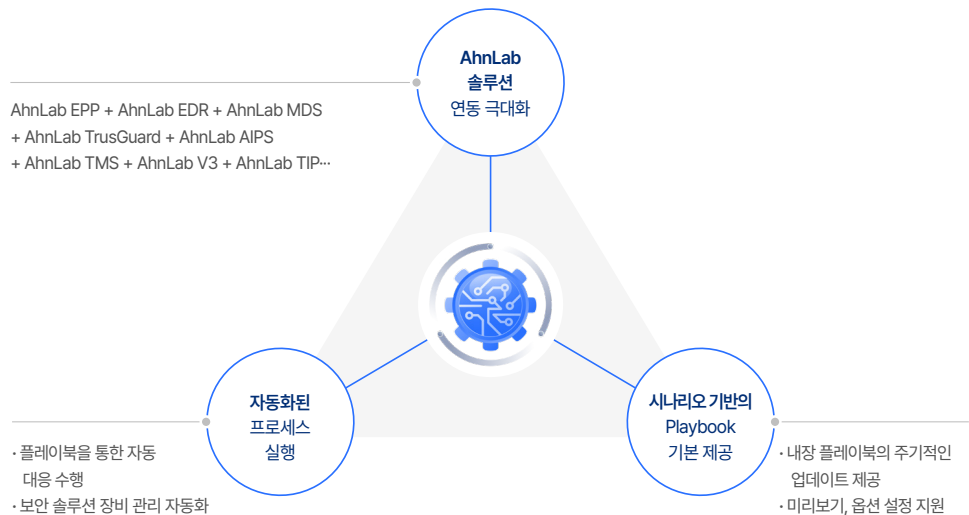 AhnLab
솔루션
연동 극대화
AhnLab EPP + AhnLab EDR + AhnLab MDS
+ AhnLab TrusGuard + AhnLab AIPS
+ AhnLab TMS + AhnLab V3 + AhnLab TIP···
자동화된
프로세스
실행
· 플레이북을 통한 자동
대응 수행
· 보안 솔루션 장비 관리 자동화
시나리오 기반의
Playbook
기본 제공
· 내장 플레이북의 주기적인
업데이트 제공
· 미리보기, 옵션 설정 지원